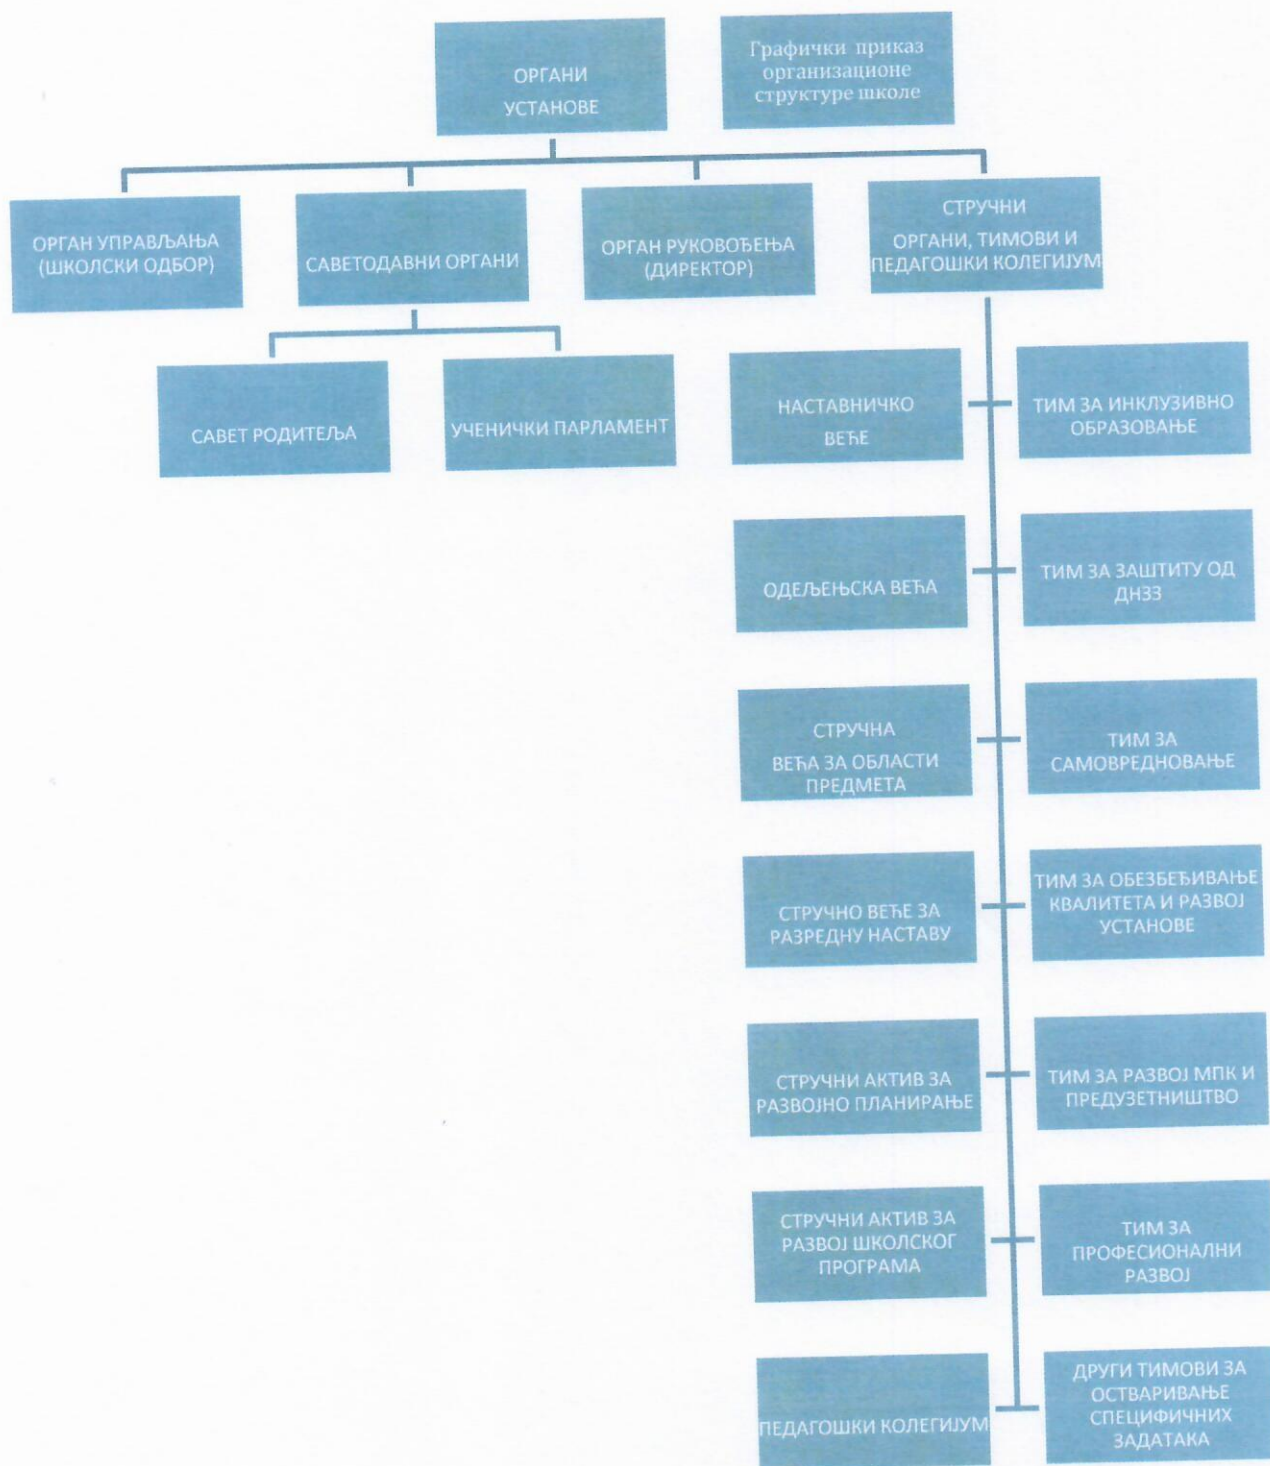 ОРГАНИ
УСТАНОВЕ
Графички приказ
организационе
структуре школе
ОРГАН УПРАВЉАЊА
(ШКОЛСКИ ОДБОР)
САВЕТОДАВНИ ОРГАНИ
ОРГАН РУКОВОЂЕЊА
(ДИРЕКТОР)
СТРУЧНИ
ОРГАНИ, ТИМОВИ И
ПЕДАГОШКИ КОЛЕГИЈУМ
САВЕТ РОДИТЕЉА
УЧЕНИЧКИ ПАРЛАМЕНТ
НАСТАВНИЧКО
ВЕЋЕ
ТИМ ЗА ИНКЛУЗИВНО
ОБРАЗОВАЊЕ
ОДЕЉЕЊСКА ВЕЋА
ТИМ ЗА ЗАШТИТУ ОД
ДНЗЗ
СТРУЧНА
ВЕЋА ЗА ОБЛАСТИ
ПРЕДМЕТА
ТИМ ЗА
САМОВРЕДНОВАЊЕ
СТРУЧНО ВЕЋЕ ЗА
РАЗРЕДНУ НАСТАВУ
ТИМ ЗА ОБЕЗБЕЂИВАЊЕ
КВАЛИТЕТА И РАЗВОЈ
УСТАНОВЕ
СТРУЧНИ АКТИВ ЗА
РАЗВОЈНО ПЛАНИРАЊЕ
ТИМ ЗА РАЗВОЈ МПК И
ПРЕДУЗЕТНИШТВО
СТРУЧНИ АКТИВ ЗА
РАЗВОЈ ШКОЛСКОГ
ПРОГРАМА
ТИМ ЗА
ПРОФЕСИОНАЛНИ
РАЗВОЈ
ПЕДАГОШКИ КОЛЕГИЈУМ
ДРУГИ ТИМОВИ ЗА
ОСТВАРИВАЊЕ
СПЕЦИФИЧНИХ
ЗАДАТАКА